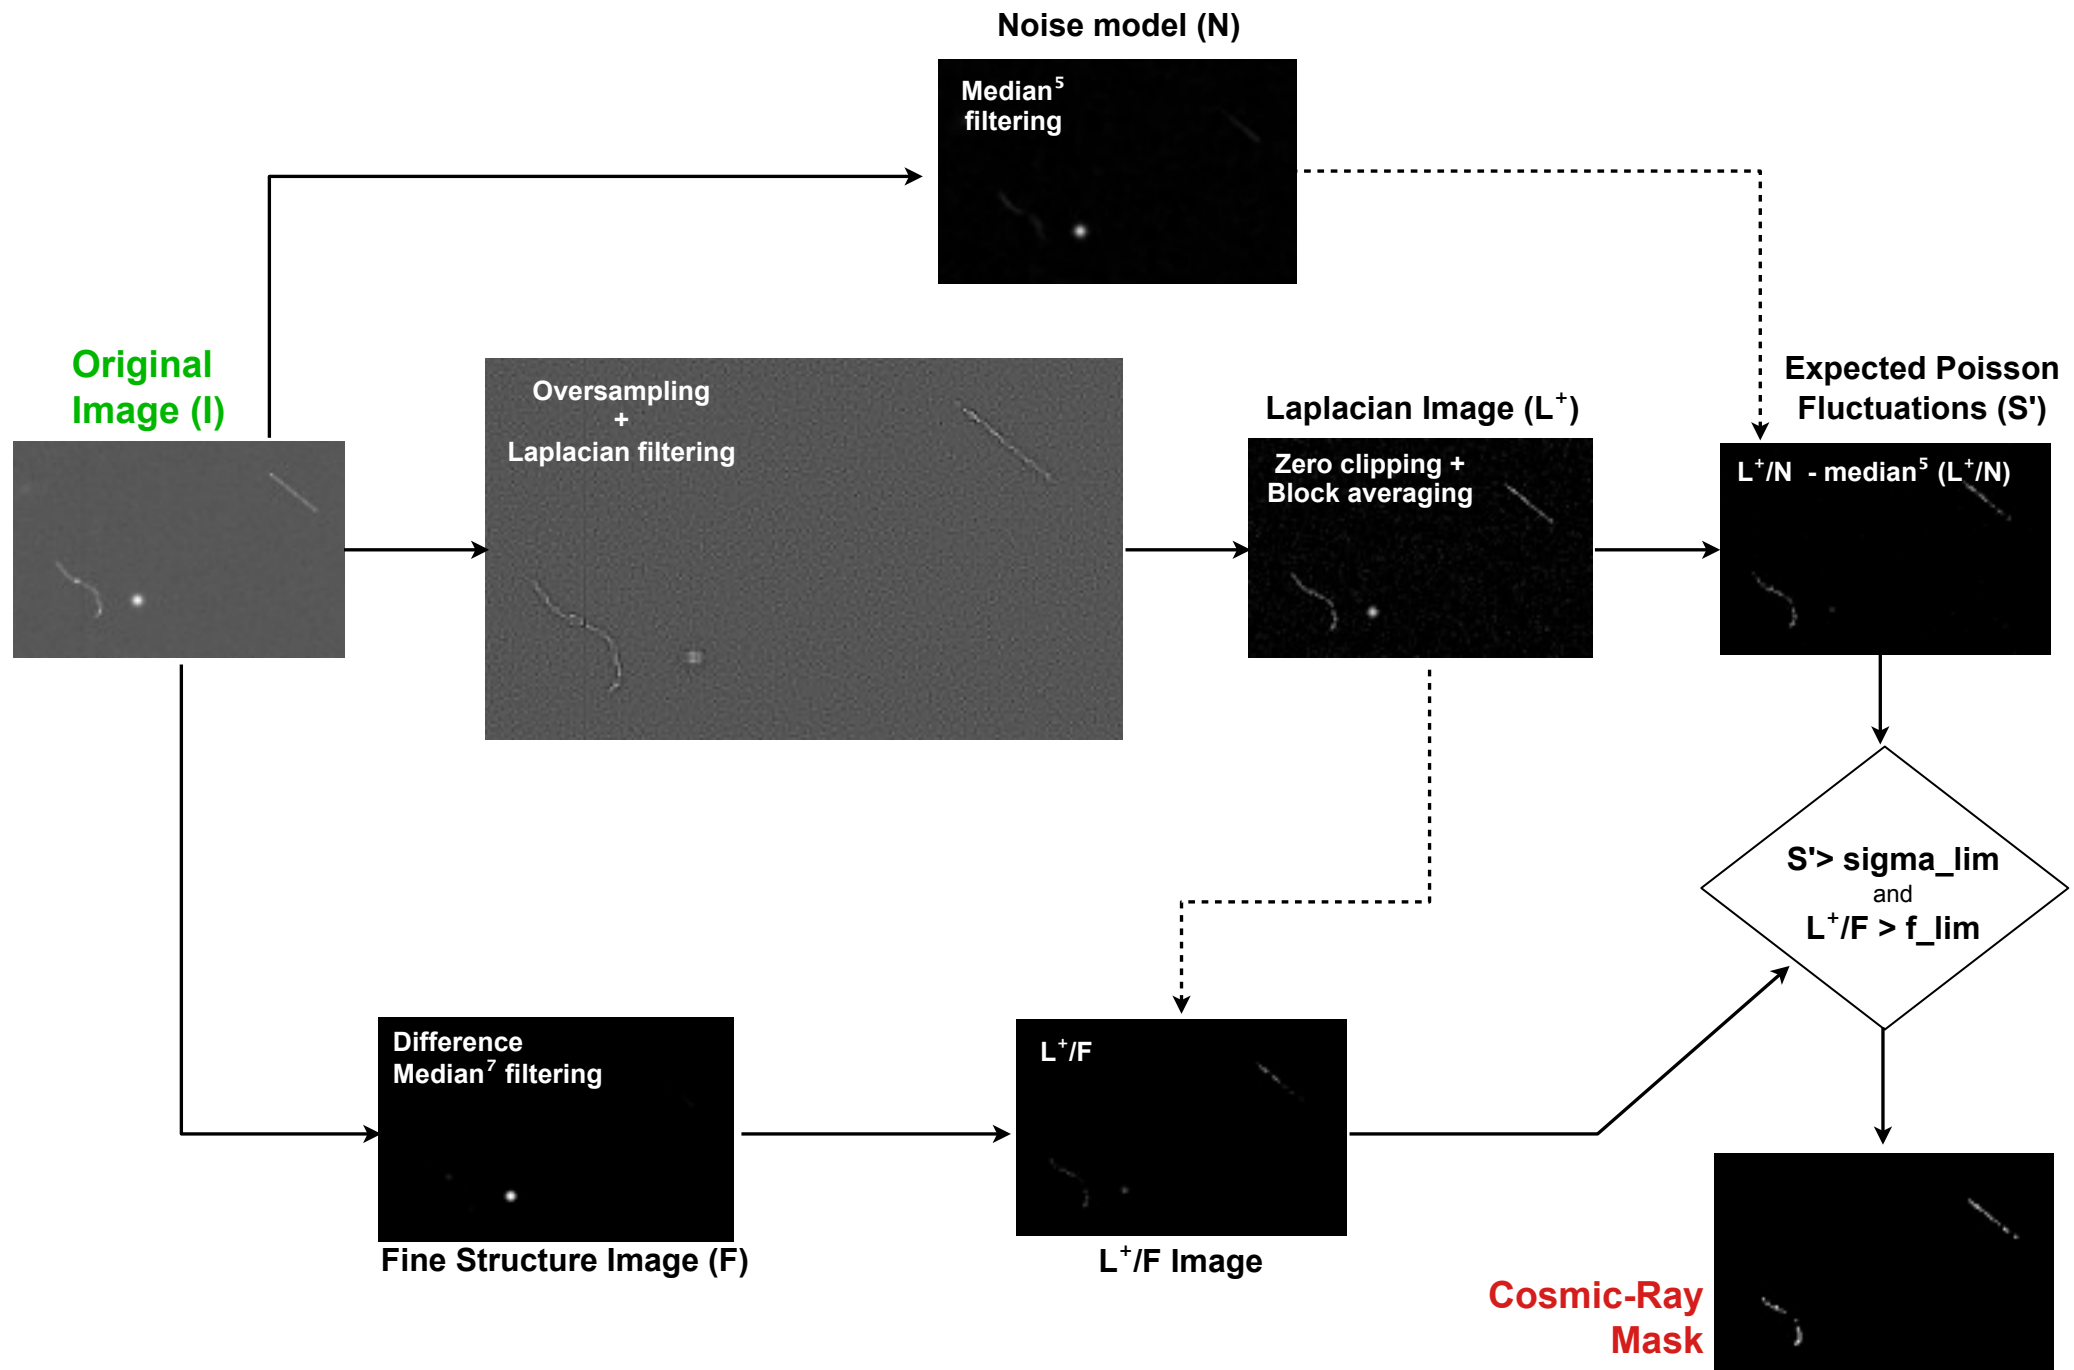 Noise model (N)
Median⁵
filtering
Original
Image (I)
Oversampling
+
Laplacian filtering
Laplacian Image (L⁺)
Zero clipping +
Block averaging
Expected Poisson
Fluctuations (S')
L⁺/N - median⁵ (L⁺/N)
S'> sigma_lim
and
L⁺/F > f_lim
Difference
Median⁷ filtering
Fine Structure Image (F)
L⁺/F
L⁺/F Image
Cosmic-Ray
Mask